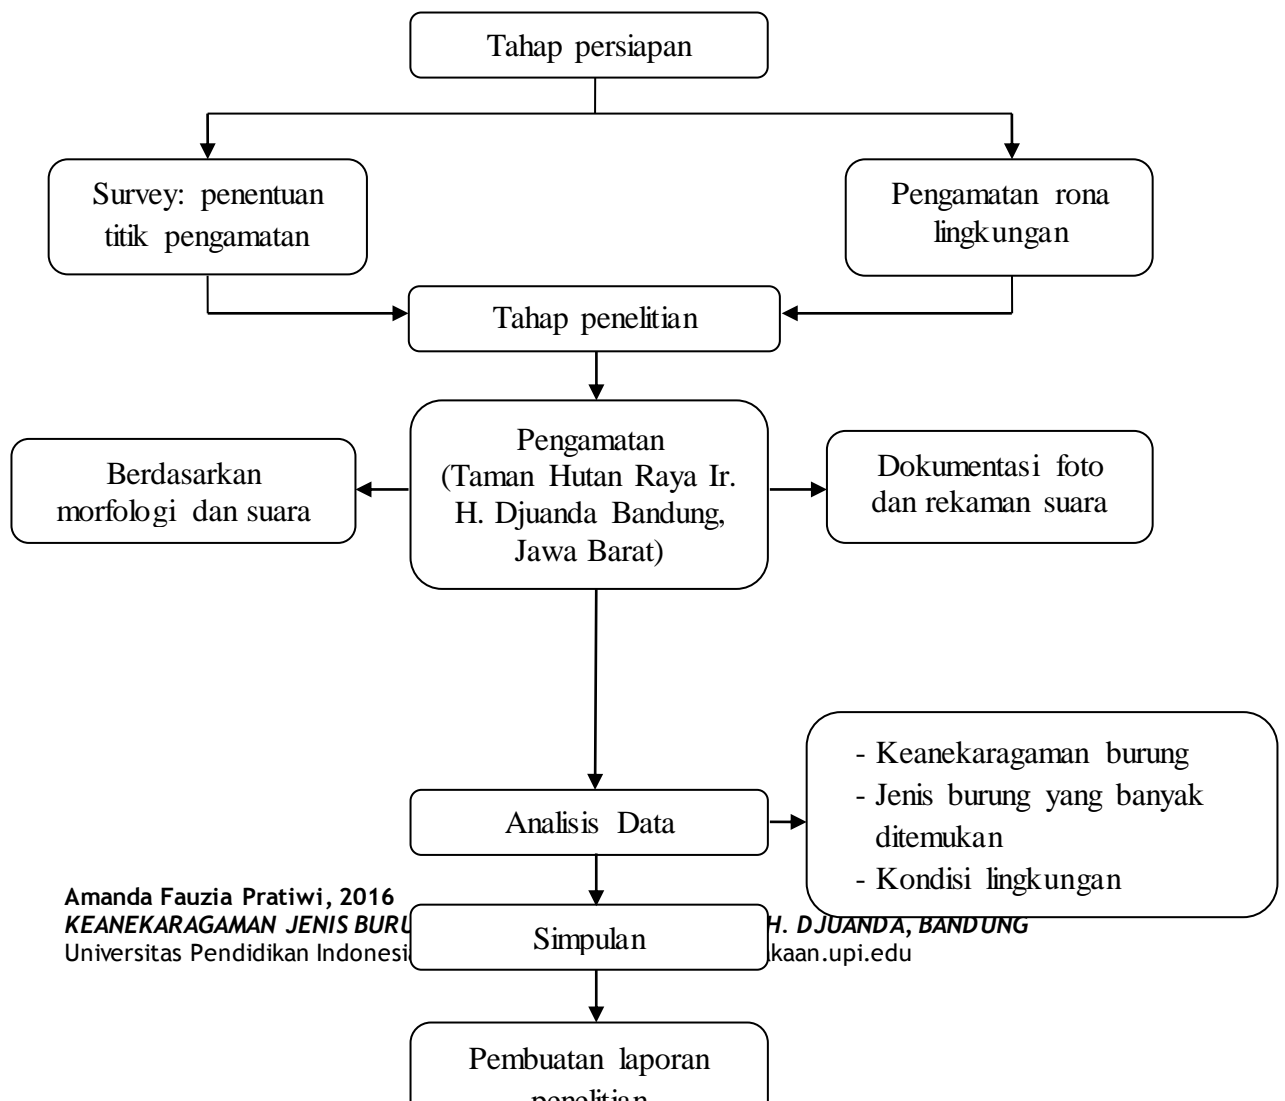 Tahap persiapan
Survey: penentuan
titik pengamatan
Pengamatan rona
lingkungan
Tahap penelitian
Pengamatan
(Taman Hutan Raya Ir.
H. Djuanda Bandung,
Jawa Barat)
Berdasarkan
morfologi dan suara
Dokumentasi foto
dan rekaman suara
Analisis Data
- Keanekaragaman burung
- Jenis burung yang banyak
ditemukan
- Kondisi lingkungan
Amanda Fauzia Pratiwi, 2016
KEANEKARAGAMAN JENIS BURU H. DJUANDA, BANDUNG
Universitas Pendidikan Indonesi kaan.upi.edu
Simpulan
Pembuatan laporan
penelitian